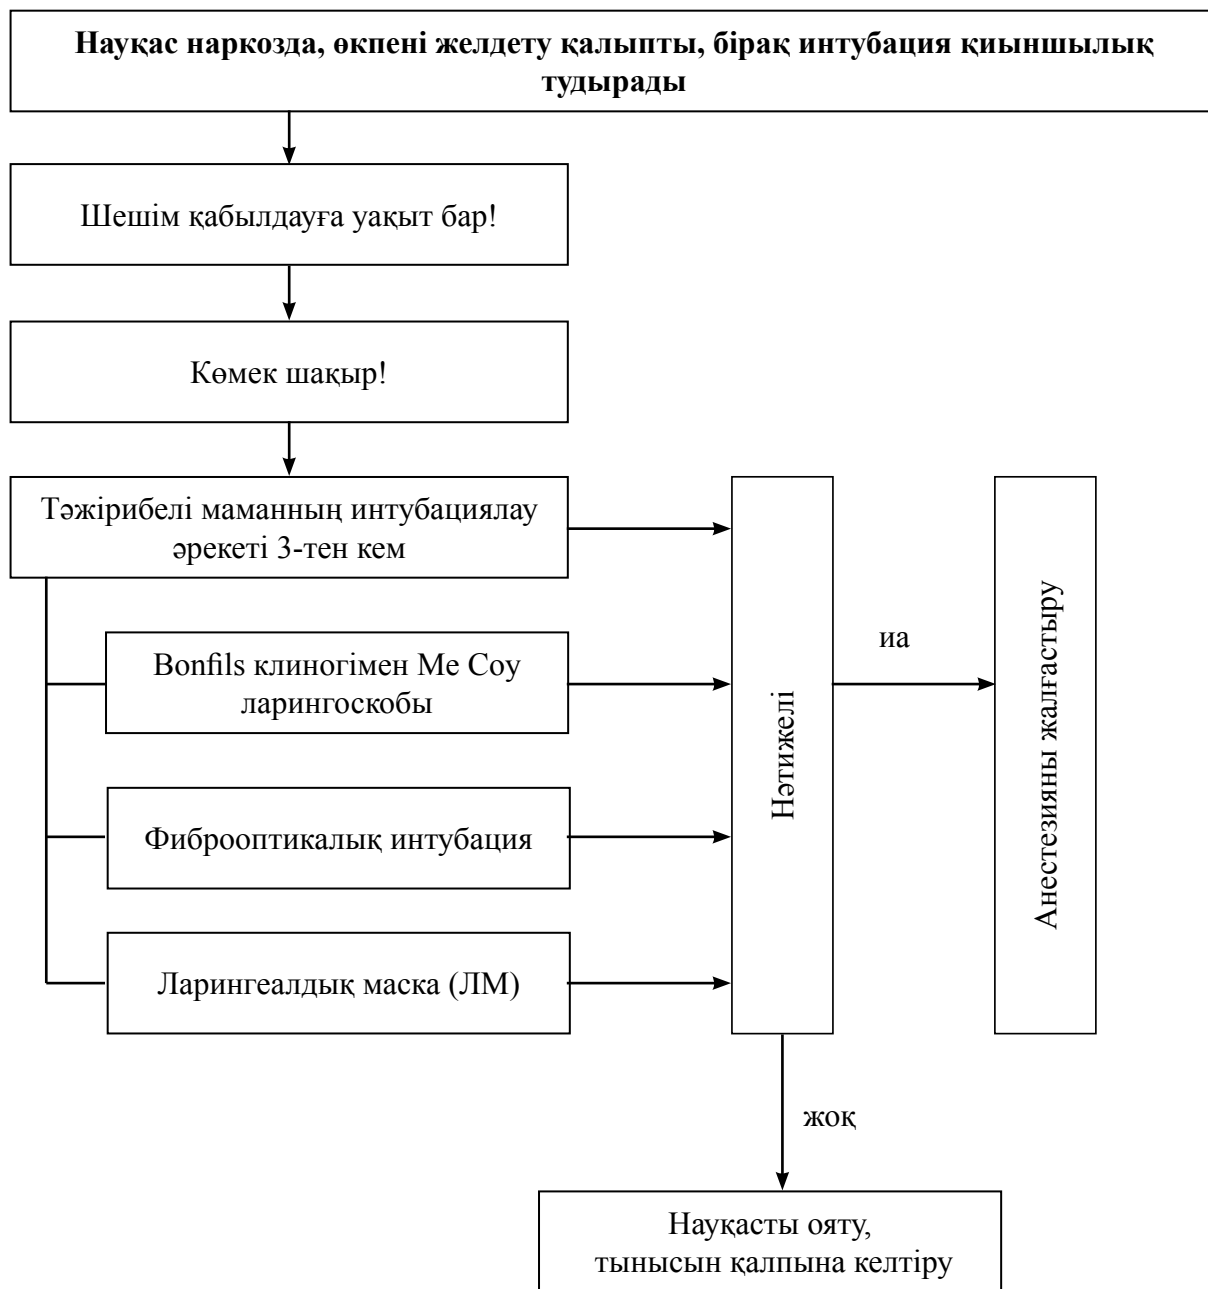 Науқас наркозда, өкпені желдету қалыпты, бірақ интубация қиыншылық
тудырады
Шешім қабылдауға уақыт бар!
Көмек шақыр!
Тәжірибелі маманның интубациялау
әрекеті 3-тен кем
Bonfils клиногімен Me Coy
ларингоскобы
Фиброоптикалық интубация
Ларингеалдық маска (ЛМ)
Нәтижелі
иа
Анестезияны жалғастыру
жоқ
Науқасты ояту,
тынысын қалпына келтіру